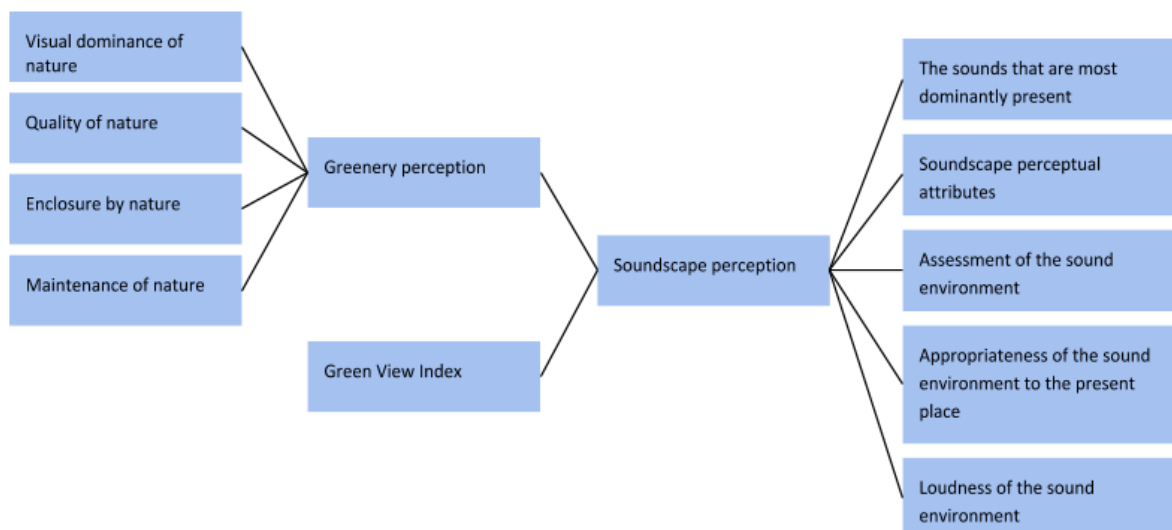 Visual dominance of
nature
Quality of nature
Enclosure by nature
Maintenance of nature
Greenery perception
Green View Index
Soundscape perception
The sounds that are most
dominantly present
Soundscape perceptual
attributes
Assessment of the sound
environment
Appropriateness of the sound
environment to the present
place
Loudness of the sound
environment